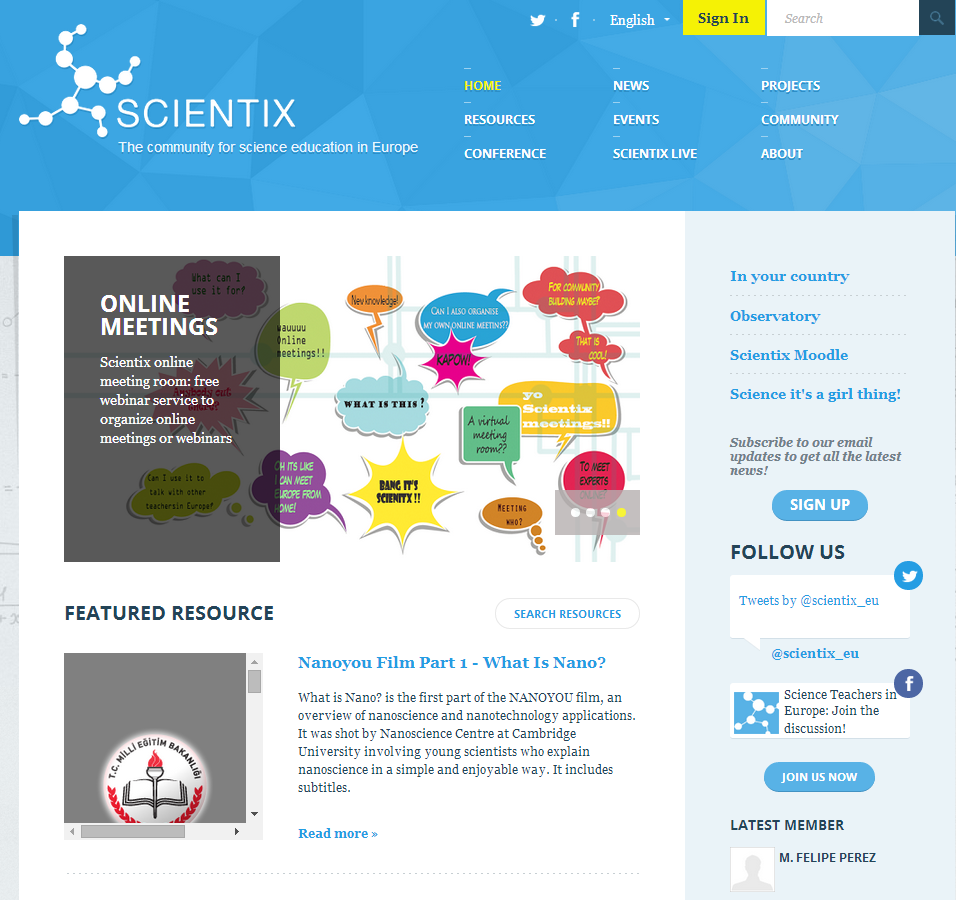 English
Sign In
Search
SCIENTIX
The community for science education in Europe
HOME
NEWS
PROJECTS
RESOURCES
EVENTS
COMMUNITY
CONFERENCE
SCIENTIX LIVE
ABOUT
ONLINE
MEETINGS
Scientix online
meeting room: free
webinar service to
organize online
meetings or webinars
What can I
use it for?
wauuuu
Online
meetings!!
New knowledge!
CAN I ALSO ORGANISE
MY OWN ONLINE MEETINS??
FOR COMMUNITY
BUILDING MAYBE?
KAPOW!
THAT IS
COOL!
WHAT IS THIS?
yo
Scientix
meetings!!
A virtual
meeting
room??
Can I use it to
talk with other
teachersin Europe?
OH ITS LIKE
I CAN MEET
EUROPE FROM
HOME!
BANG IT'S
SCIENITX !!
TO MEET
EXPERTS
ONLINE
MEETING
WHO?
In your country
Observatory
Scientix Moodle
Science it's a girl thing!
Subscribe to our email
updates to get all the latest
news!
SIGN UP
FOLLOW US
Tweets by @scientix_eu
@scientix_eu
Science Teachers in
Europe: Join the
discussion!
JOIN US NOW
LATEST MEMBER
M. FELIPE PEREZ
FEATURED RESOURCE
SEARCH RESOURCES
T.C. MİLLİ EĞİTİM BAKANLIĞI
Nanoyou Film Part 1 - What Is Nano?
What is Nano? is the first part of the NANOYOU film, an
overview of nanoscience and nanotechnology applications.
It was shot by Nanoscience Centre at Cambridge
University involving young scientists who explain
nanoscience in a simple and enjoyable way. It includes
subtitles.
Read more »